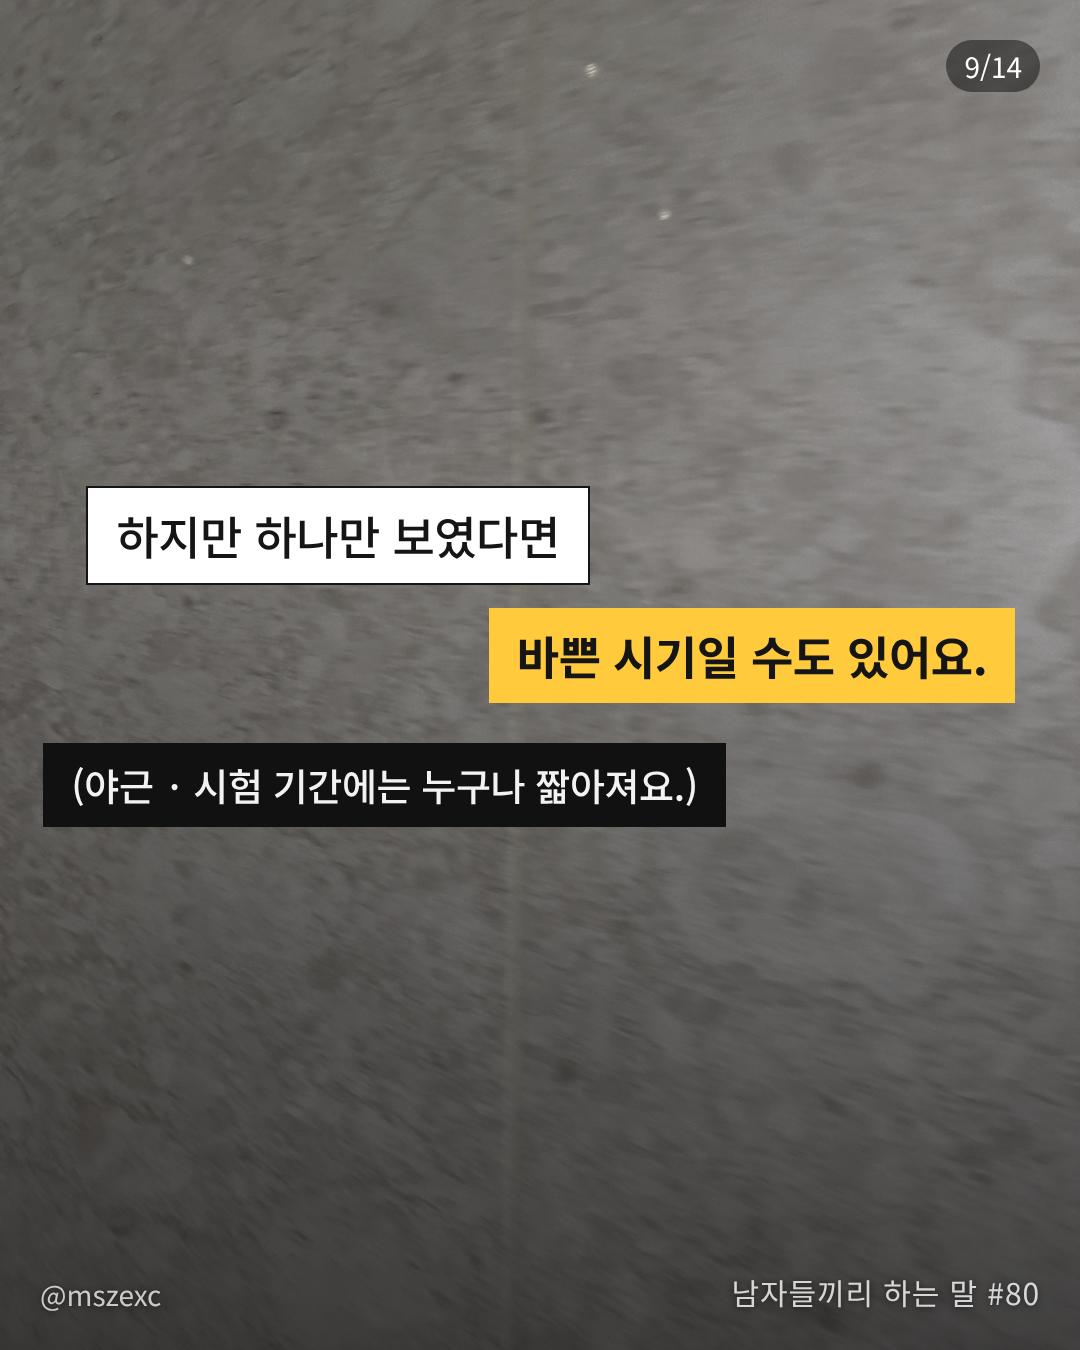 9/14
하지만 하나만 보였다면
바쁜 시기일 수도 있어요.
(야근 · 시험 기간에는 누구나 짧아져요.)
@mszexc
남자들끼리 하는 말 #80